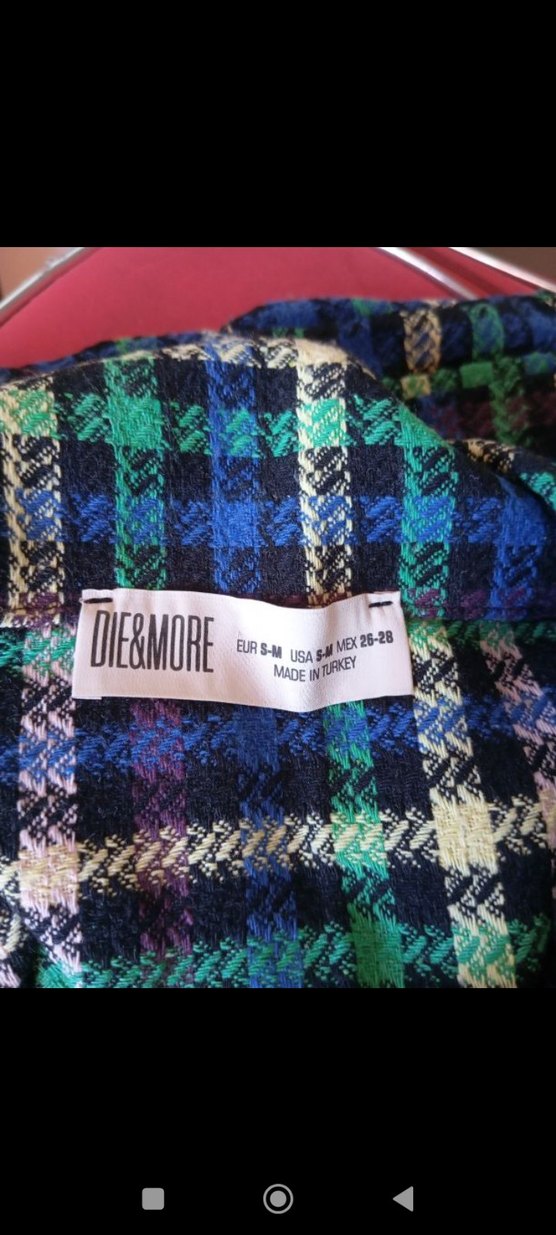 DIE&MORE
EUR S-M USA S-M MEX 26-28
MADE IN TURKEY